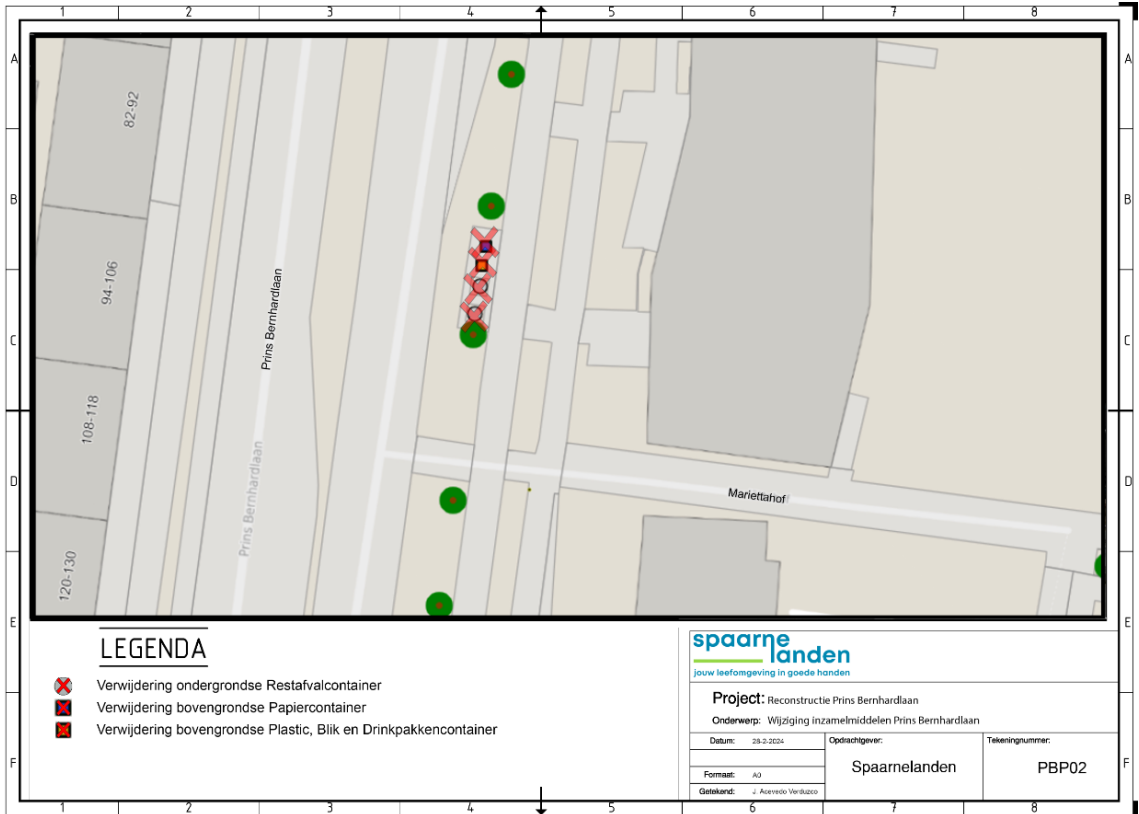 1 2 3 4 5 6 7 8
A A
B B
C C
D D
E E
F F
82-92
94-106
108-118
120-130
Prins Bernhardlaan
Prins Bernhardlaan
Mariettahof
LEGENDA
Verwijdering ondergrondse Restafvalcontainer
Verwijdering bovengrondse Papiercontainer
Verwijdering bovengrondse Plastic, Blik en Drinkpakkencontainer
spaarne
landen
jouw leefomgeving in goede handen
Project: Reconstructie Prins Bernhardlaan
Onderwerp: Wijziging inzamelmiddelen Prins Bernhardlaan
Datum: 28-2-2024
Opdrachtgever:
Spaarnelanden
Tekeningnummer:
PBP02
Formaat: A0
Getekend: J. Acevedo Verduzco
1 2 3 4 5 6 7 8